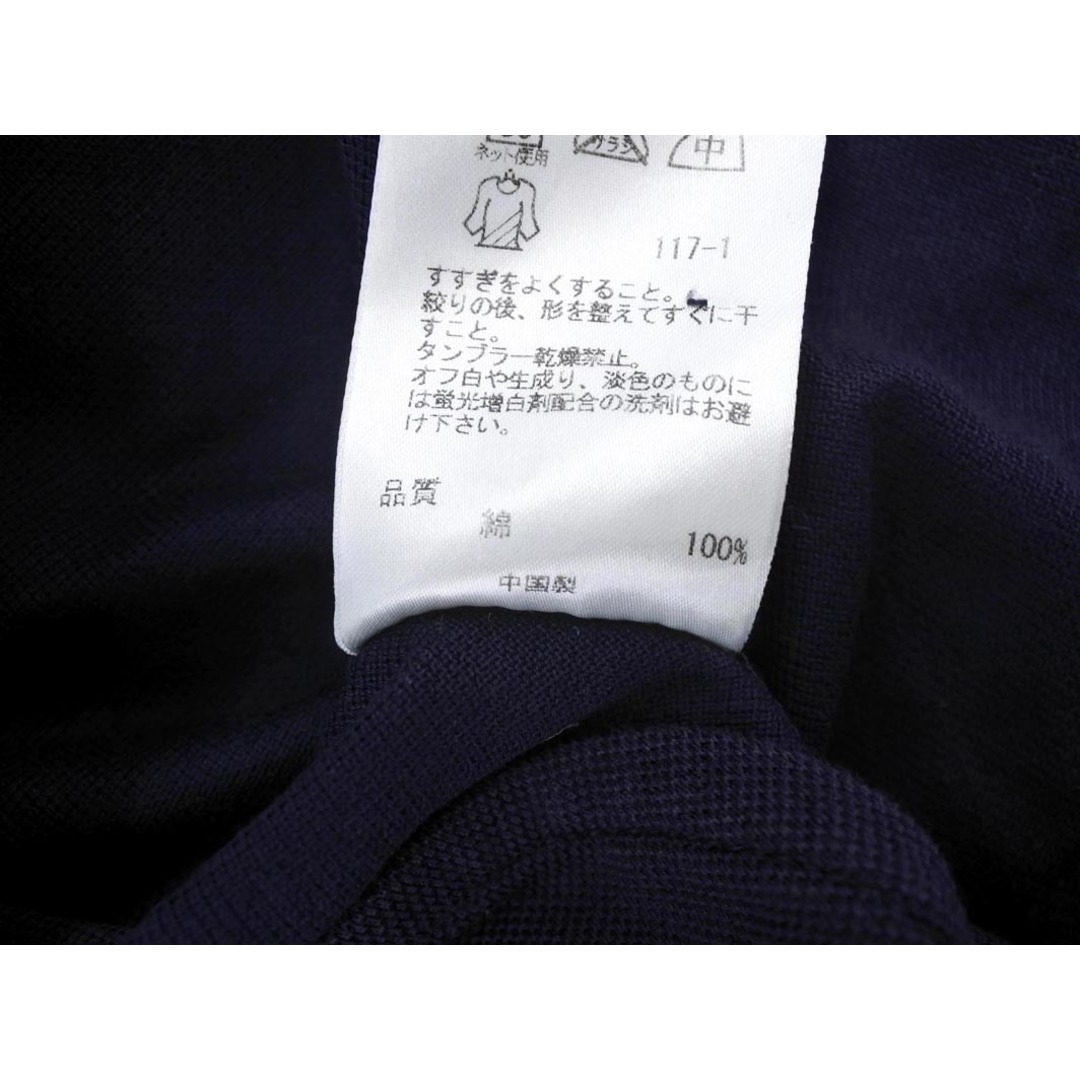 ネット使用
サラシ
中
117-1
すすぎをよくすること。
絞りの後、形を整えてすぐに干
すこと。
タンブラー乾燥禁止。
オフ白や生成り、淡色のものに
は蛍光増白剤配合の洗剤はお避
け下さい。
品質
綿 100%
中国製